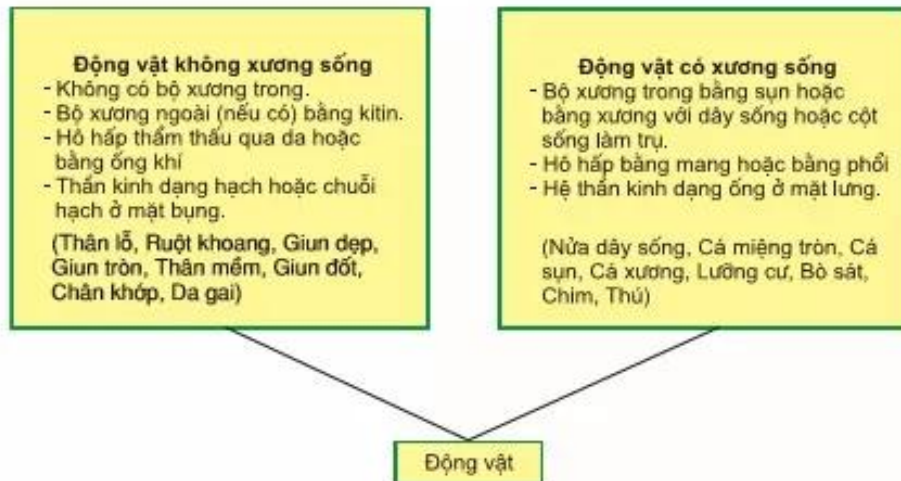 Động vật không xương sống
- Không có bộ xương trong.
- Bộ xương ngoài (nếu có) bằng kitin.
- Hô hấp thẩm thấu qua da hoặc
bằng ống khí
- Thần kinh dạng hạch hoặc chuỗi
hạch ở mặt bụng.
(Thân lỗ, Ruột khoang, Giun dẹp,
Giun tròn, Thân mềm, Giun đốt,
Chân khớp, Da gai)
Động vật có xương sống
- Bộ xương trong bằng sụn hoặc
bằng xương với dây sống hoặc cột
sống làm trụ.
- Hô hấp bằng mang hoặc bằng phổi
- Hệ thần kinh dạng ống ở mặt lưng.
(Nửa dây sống, Cá miệng tròn, Cá
sụn, Cá xương, Lưỡng cư, Bò sát,
Chim, Thú)
Động vật